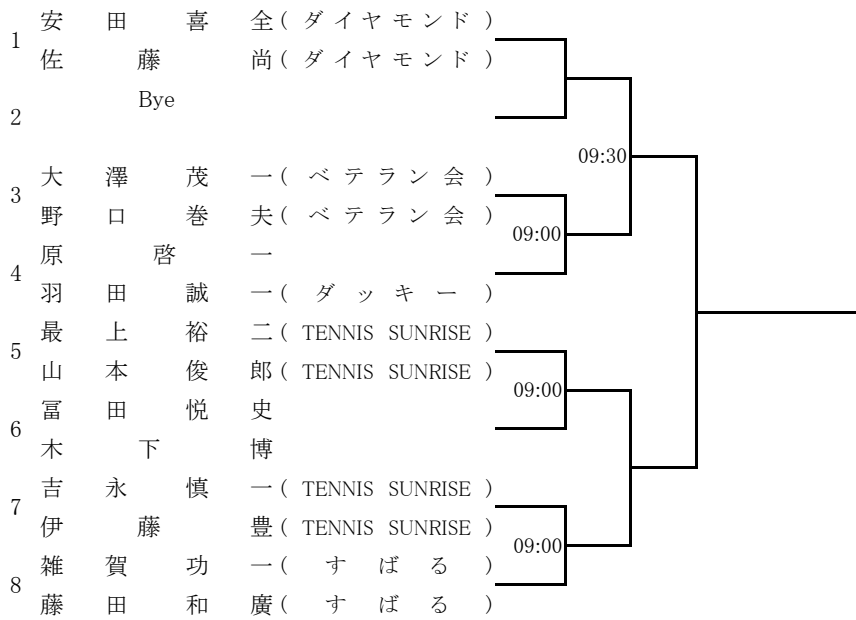 1
安田喜全(ダイヤモンド)
佐藤尚(ダイヤモンド)
2
Bye
09:30
3
大澤茂一(ベテラン会)
野口巻夫(ベテラン会)
09:00
4
原啓一
羽田誠一(ダッキー)
5
最上裕二(TENNIS SUNRISE)
山本俊郎(TENNIS SUNRISE)
09:00
6
冨田悦史
木下博
7
吉永慎一(TENNIS SUNRISE)
伊藤豊(TENNIS SUNRISE)
09:00
8
雑賀功一(すばる)
藤田和廣(すばる)